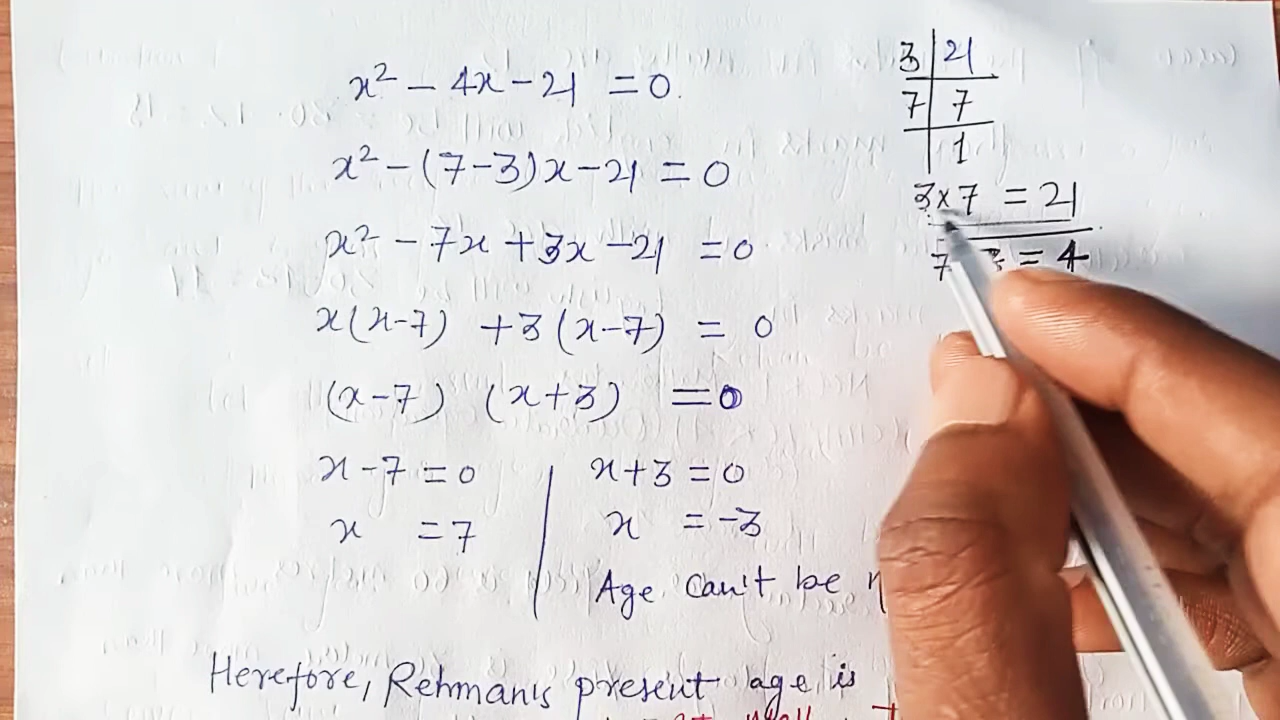 x² - 4x - 21 = 0
x² - (7-3)x - 21 = 0
x² - 7x + 3x - 21 = 0
x(x-7) + 3(x-7) = 0
(x-7) (x+3) = 0
x - 7 = 0 | x + 3 = 0
x = 7 | x = -3
Age can't be
Herefore, Rehman's present age is
3 | 21
7 | 7
1
3 × 7 = 21
7 3 = 4